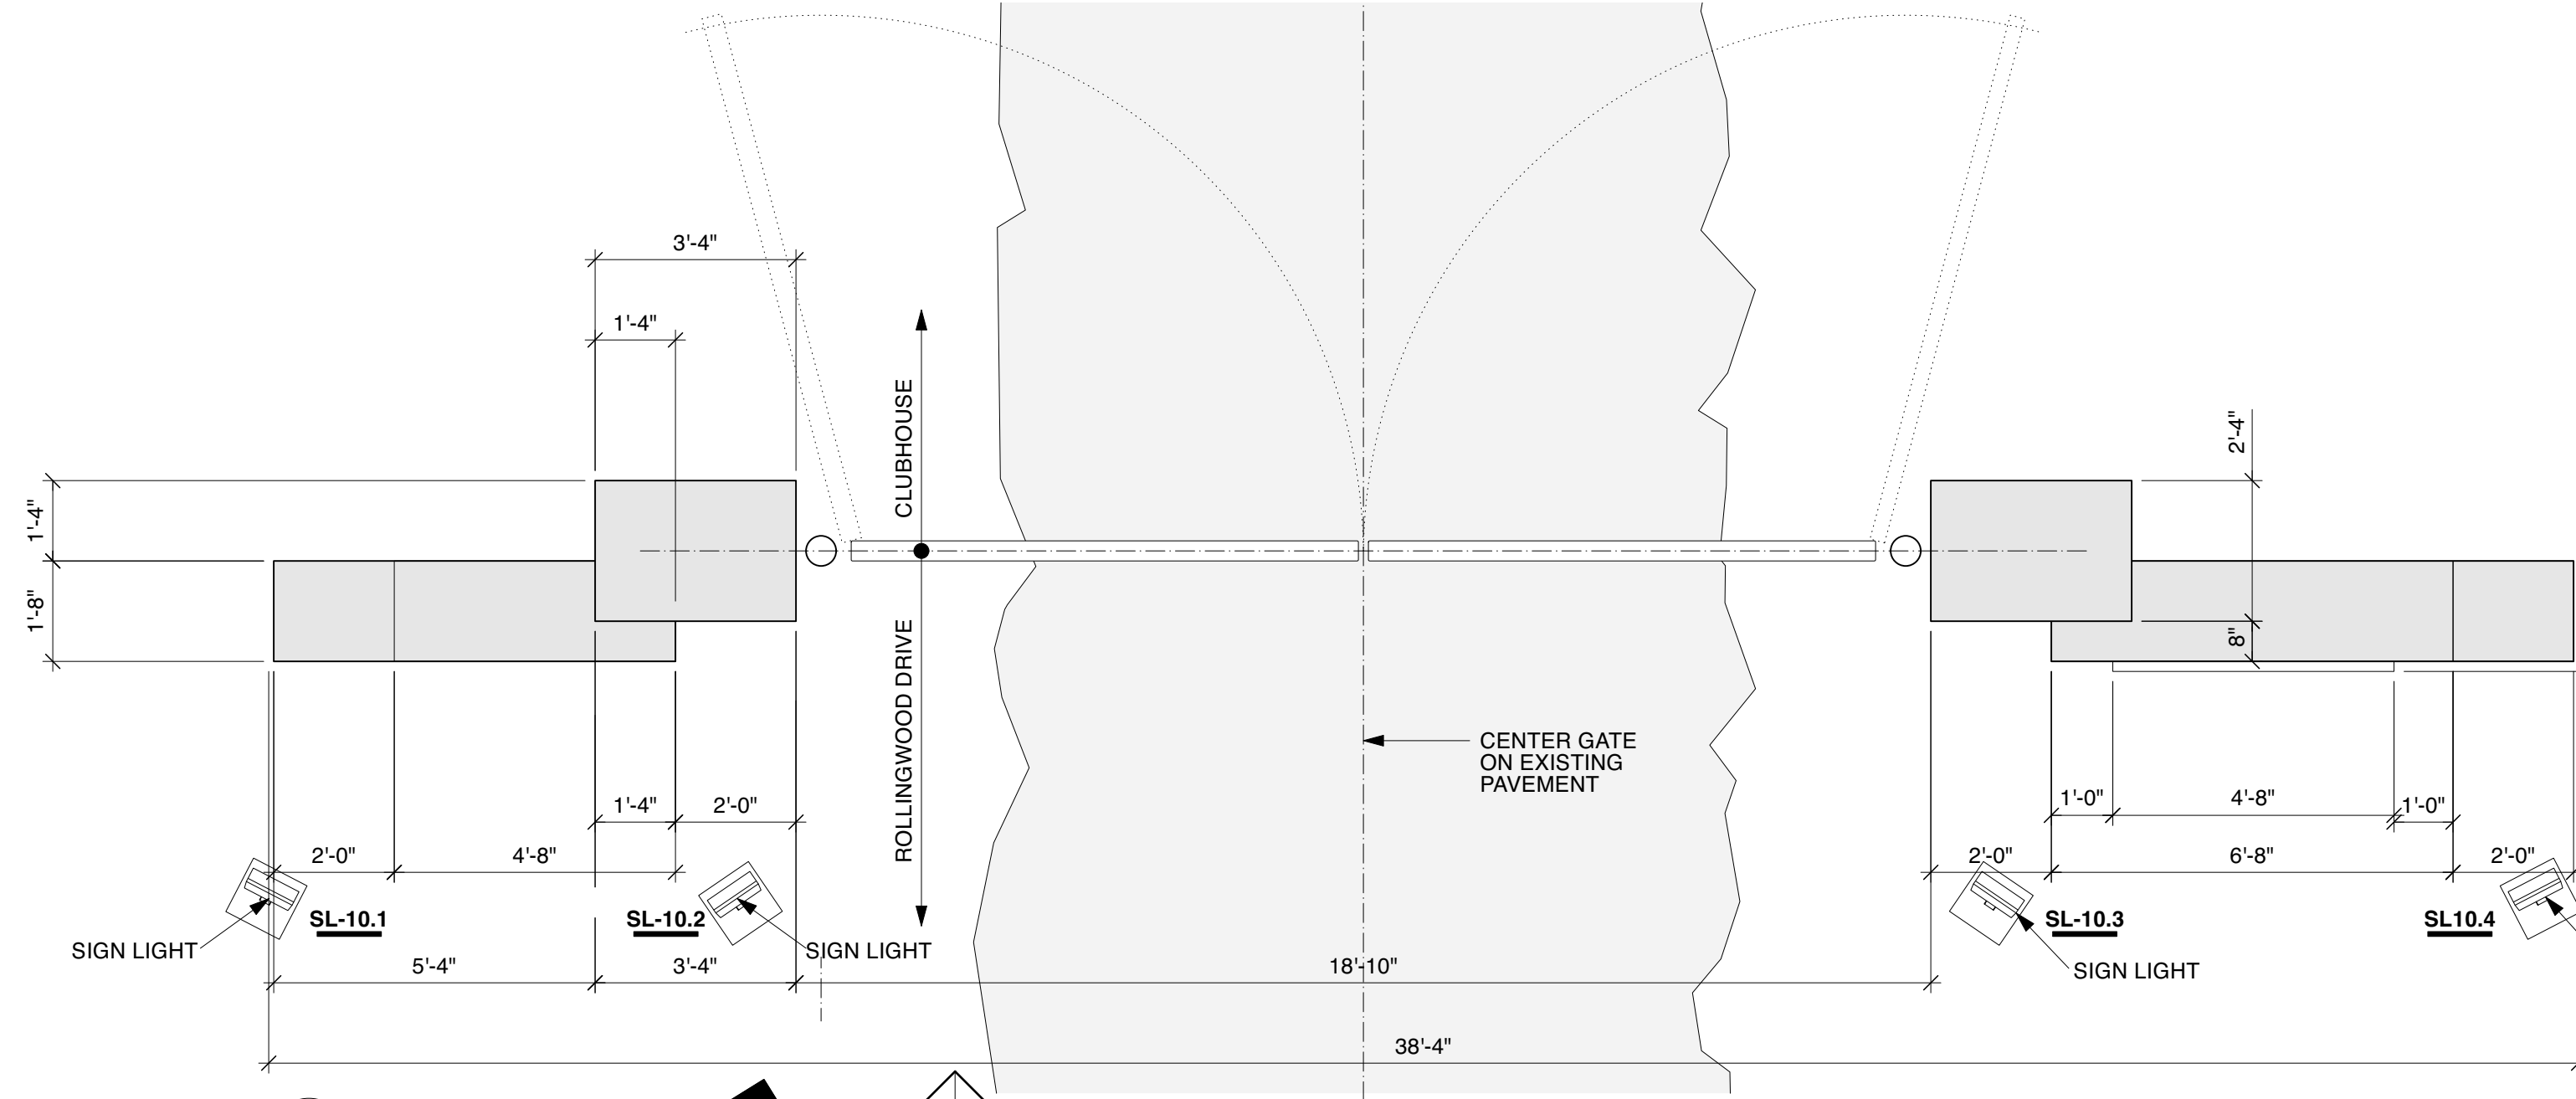 3'-4"
1'-4"
CLUBHOUSE
2'-4"
1'-4"
1'-8"
8"
ROLLINGWOOD DRIVE
CENTER GATE
ON EXISTING
PAVEMENT
1'-4"
2'-0"
1'-0"
4'-8"
1'-0"
2'-0"
4'-8"
2'-0"
6'-8"
2'-0"
SL-10.1
SL-10.2
SL-10.3
SL10.4
SIGN LIGHT
SIGN LIGHT
SIGN LIGHT
5'-4"
3'-4"
18'-10"
38'-4"